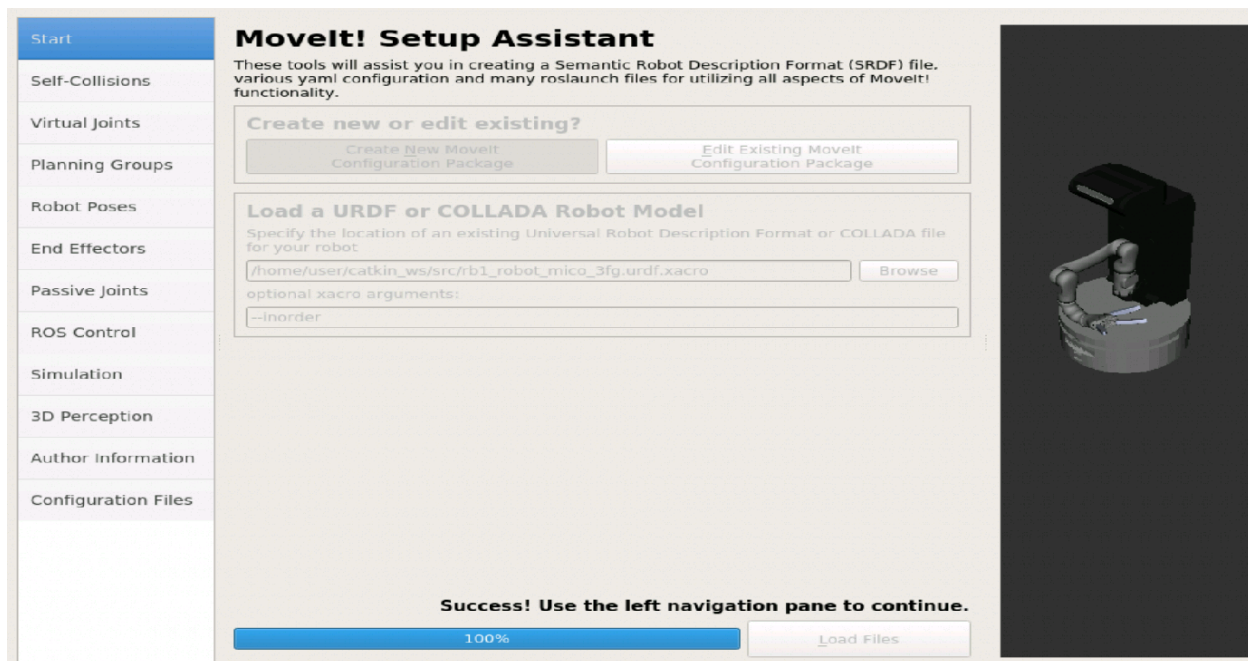 Start
Self-Collisions
Virtual Joints
Planning Groups
Robot Poses
End Effectors
Passive Joints
ROS Control
Simulation
3D Perception
Author Information
Configuration Files
MoveIt! Setup Assistant
These tools will assist you in creating a Semantic Robot Description Format (SRDF) file,
various yaml configuration and many roslaunch files for utilizing all aspects of MoveIt!
functionality.
Create new or edit existing?
Create New MoveIt
Configuration Package
Edit Existing MoveIt
Configuration Package
Load a URDF or COLLADA Robot Model
Specify the location of an existing Universal Robot Description Format or COLLADA file
for your robot
/home/user/catkin_ws/src/rb1_robot_mico_3fg.urdf.xacro
Browse
optional xacro arguments:
--inorder
Success! Use the left navigation pane to continue.
100%
Load Files